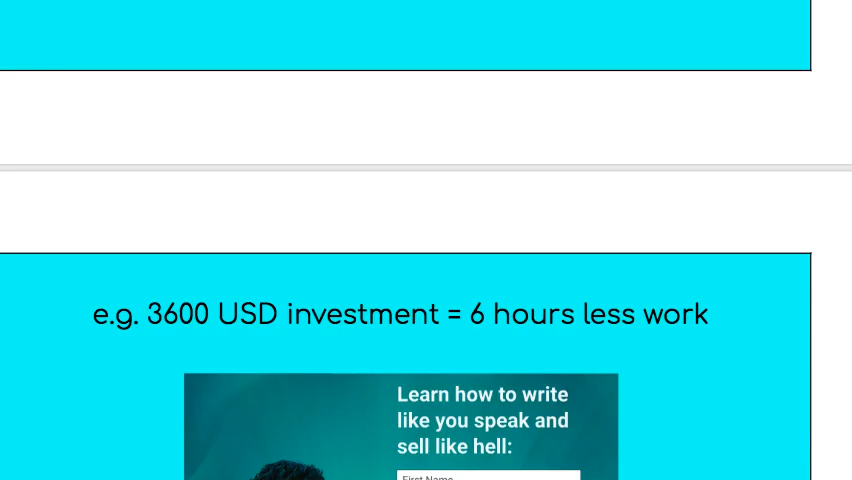 e.g. 3600 USD investment = 6 hours less work
Learn how to write
like you speak and
sell like hell:
First Name